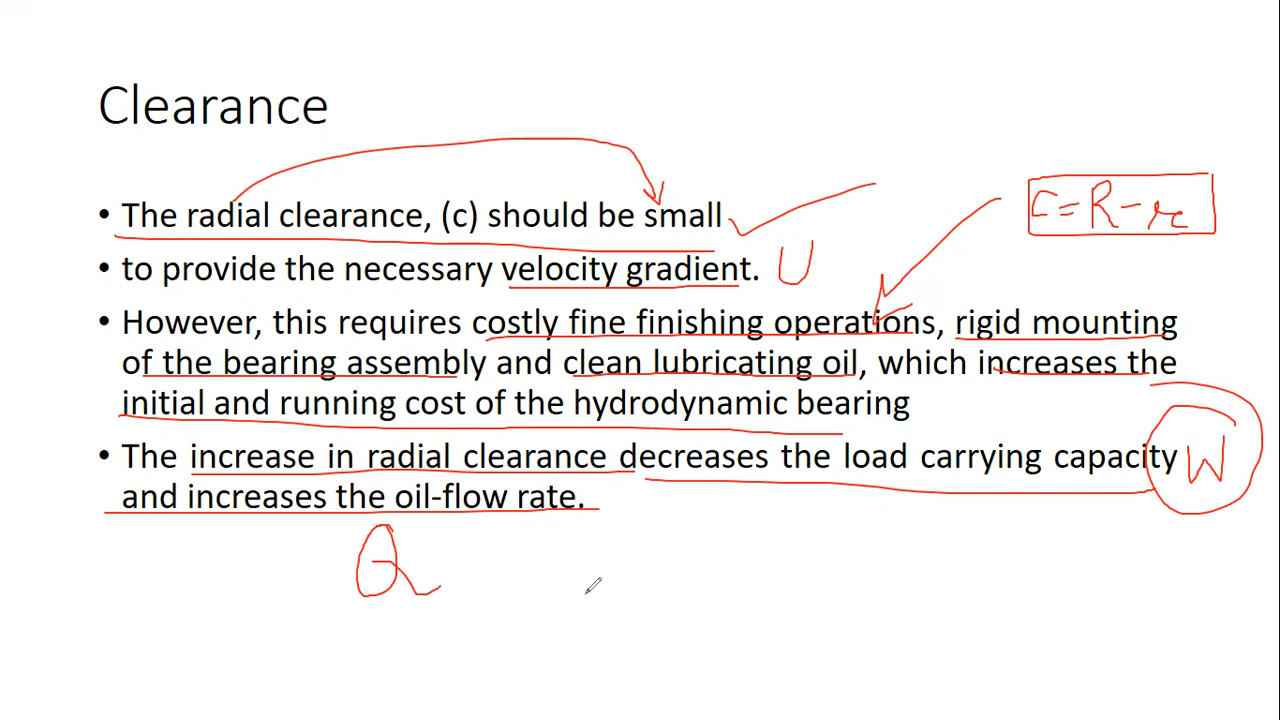 Clearance
• The radial clearance, (c) should be small
C=R-r
• to provide the necessary velocity gradient. U
• However, this requires costly fine finishing operations, rigid mounting
of the bearing assembly and clean lubricating oil, which increases the
initial and running cost of the hydrodynamic bearing
• The increase in radial clearance decreases the load carrying capacity W
and increases the oil-flow rate.
Q